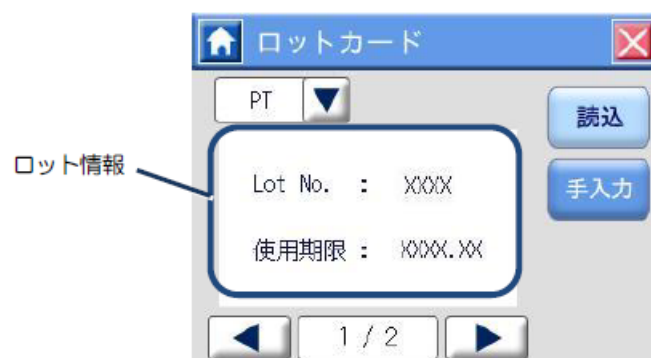 ロットカード
PT
読込
ロット情報
Lot No. : XXXX
手入力
使用期限 : XXXX.XX
1 / 2